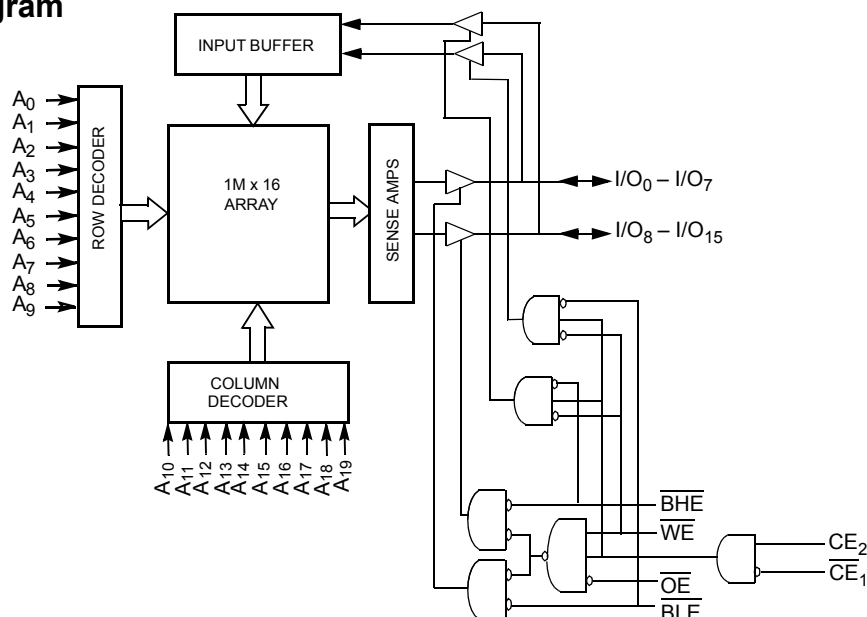 gram
INPUT BUFFER
A0
A1
A2
A3
A4
A5
A6
A7
A8
A9
ROW DECODER
1M x 16
ARRAY
SENSE AMPS
I/O0 – I/O7
I/O8 – I/O15
COLUMN
DECODER
A10
A11
A12
A13
A14
A15
A16
A17
A18
A19
BHE
WE
CE2
CE1
OE
BLE